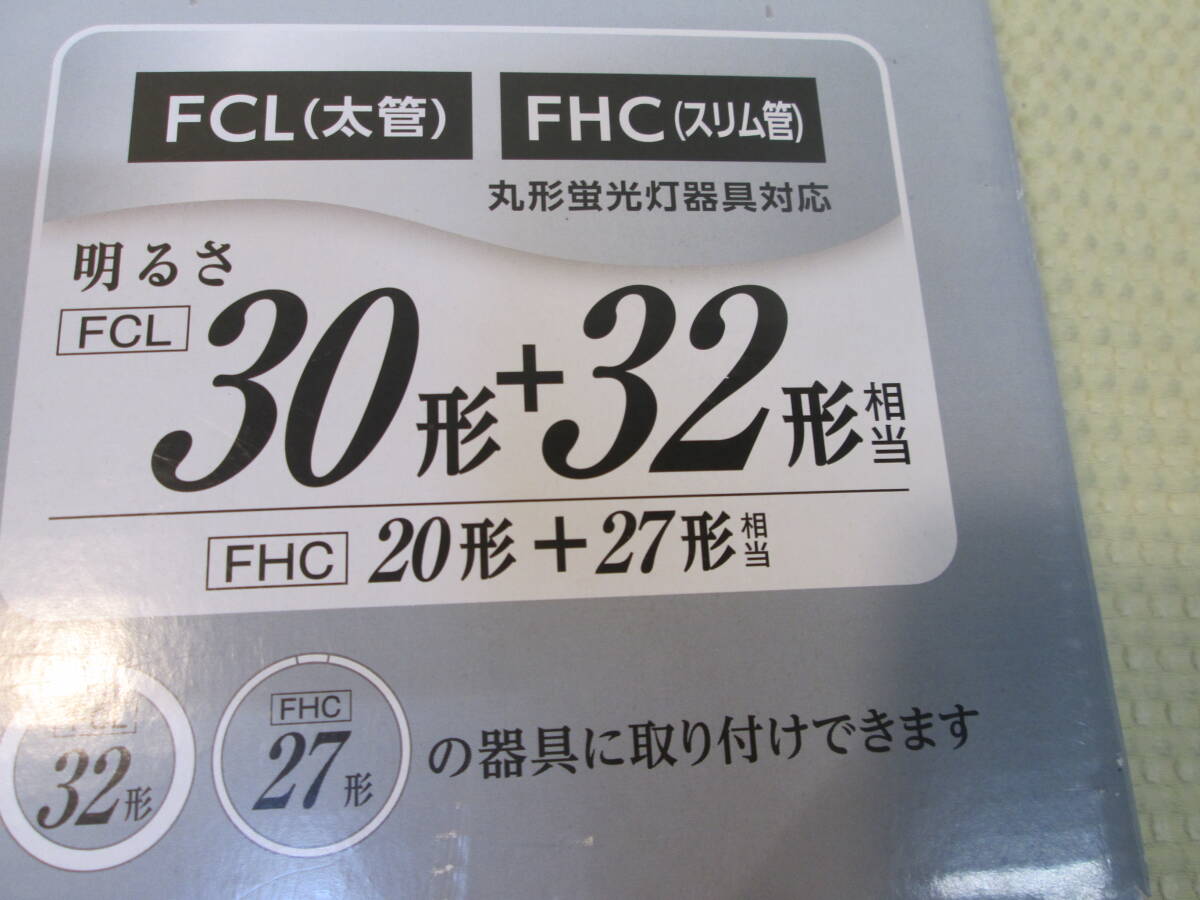 FCL(太管) FHC(スリム管)
丸形蛍光灯器具対応
明るさ
FCL 30形+32形相当
FHC 20形+27形相当
FCL 32形 FHC 27形 の器具に取り付けできます